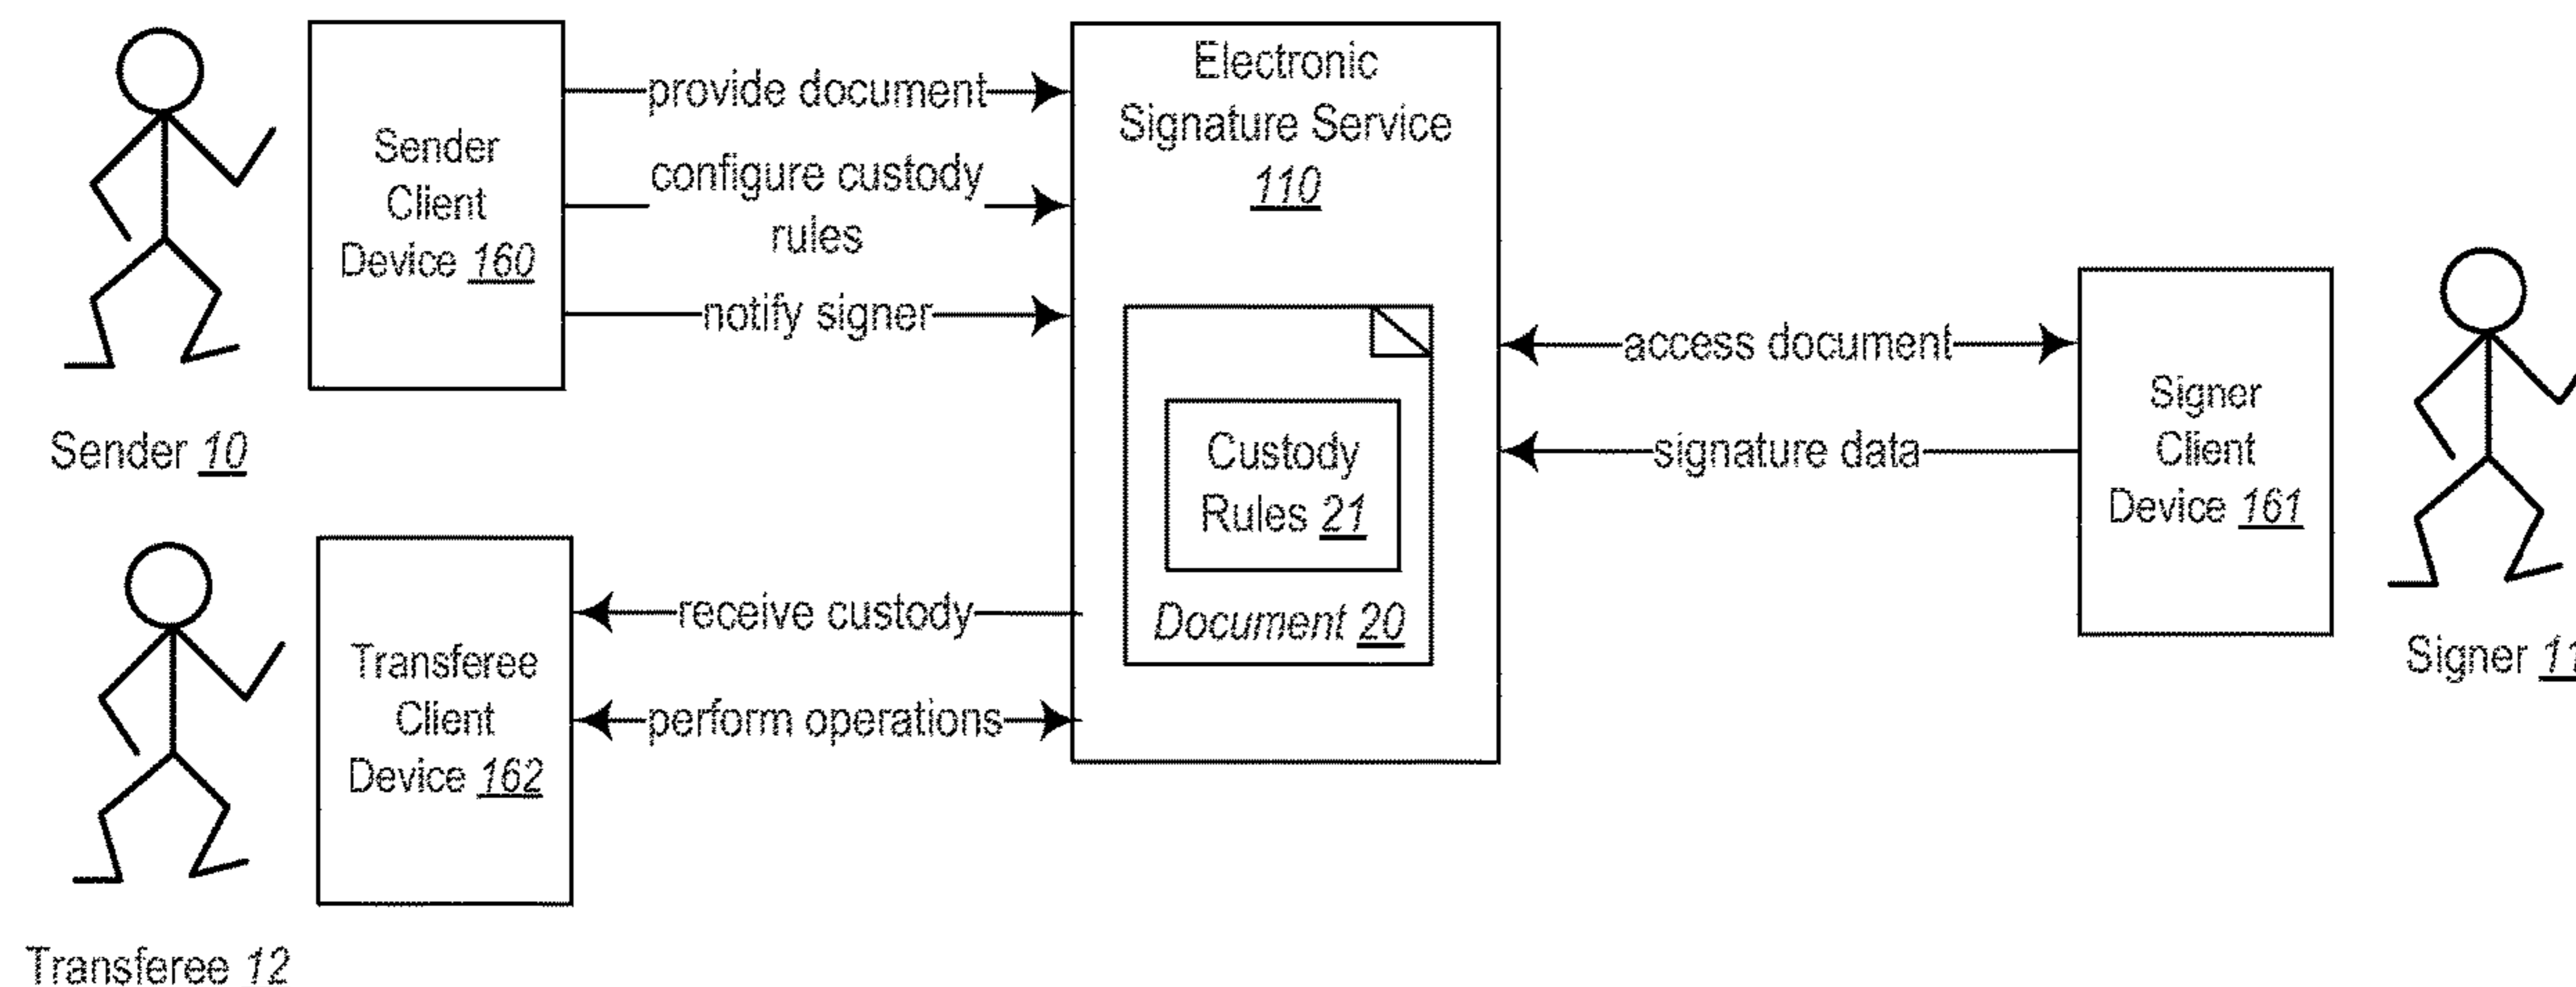 Sender
Client
Device 160
Sender 10
provide document
configure custody
rules
notify signer
Electronic
Signature Service
110
Custody
Rules 21
Document 20
access document
signature data
Signer
Client
Device 161
Signer 11
Transferee
Client
Device 162
Transferee 12
receive custody
perform operations